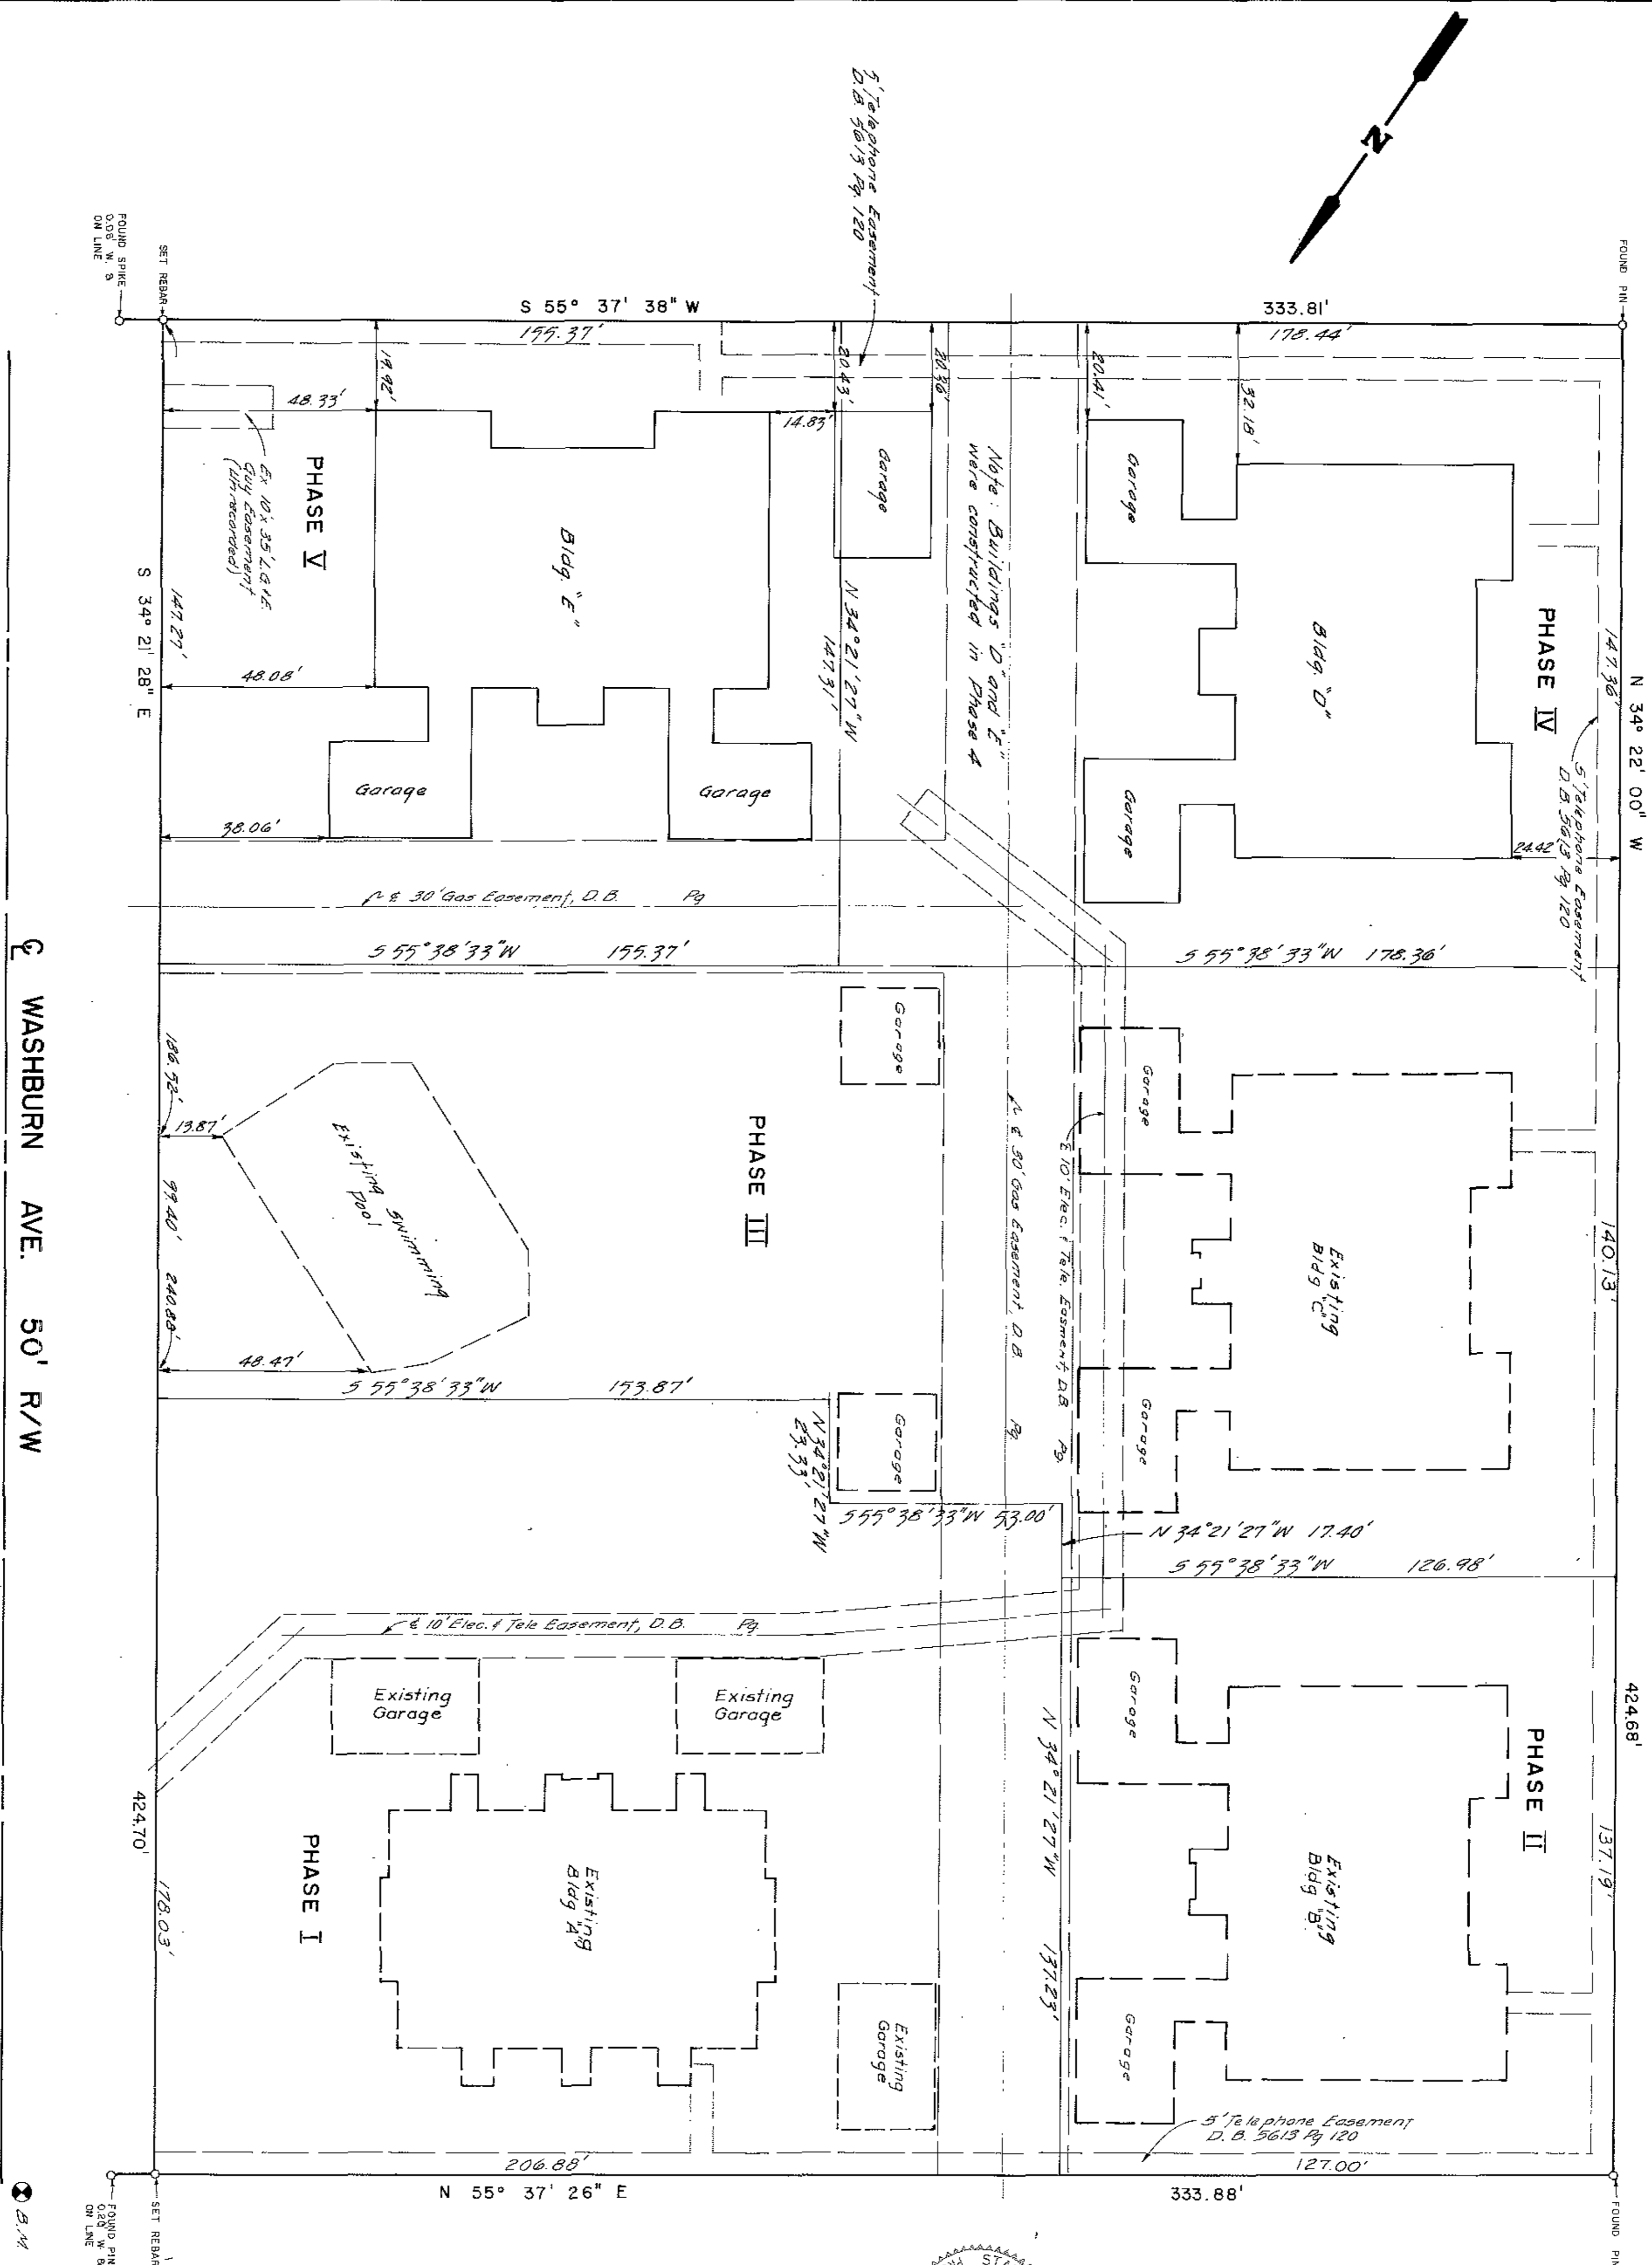 N
FOUND PIN
5' Telephone Easement
D.B. 5613 Pg. 120
FOUND SPIKE
0.08' W. &
ON LINE
SET REBAR
S 55° 37' 38" W
333.81'
155.37'
178.44'
19.92'
20.43'
20.36'
20.41'
32.18'
48.33'
14.83'
Garage
Garage
Ex 10'x35' L.G.&E.
Guy Easement
(Unrecorded)
PHASE V
Bldg. "E"
Note: Buildings "D" and "E"
were constructed in Phase 4
Bldg. "D"
PHASE IV
147.36'
N 34° 22' 00" W
S 34° 21' 28" E
147.27'
48.08'
N 34°21'27"W
147.31'
5' Telephone Easement
D.B. 5613 Pg 120
24.42'
Garage
Garage
Garage
38.06'
℄ 30' Gas Easement, D.B. Pg
S 55°38'33"W 155.37'
S 55°38'33"W 178.36'
℄ WASHBURN AVE. 50' R/W
186.52'
13.87'
99.40'
240.88'
48.47'
Existing Swimming
Pool
PHASE III
Garage
Garage
℄ 30' Gas Easement, D.B. Pg.
℄ 10' Elec. & Tele. Easment, D.B. Pg.
Garage
Garage
Existing
Bldg "C"
140.13'
S 55°38'33"W 153.87'
N 34°21'27"W
23.33'
S 55°38'33"W 53.00'
N 34°21'27"W 17.40'
S 55°38'33"W 126.98'
℄ 10' Elec. & Tele Easement, D.B. Pg.
424.68'
Existing
Garage
Existing
Garage
Garage
PHASE II
137.19'
N 34°21'27"W 137.23'
424.70'
178.03'
PHASE I
Existing
Bldg "A"
Existing
Bldg "B"
Existing
Garage
Garage
5' Telephone Easement
D.B. 5613 Pg 120
206.88'
127.00'
N 55° 37' 26" E
333.88'
SET REBAR
FOUND PIN
0.20' W. &
ON LINE
FOUND PIN
B.M.